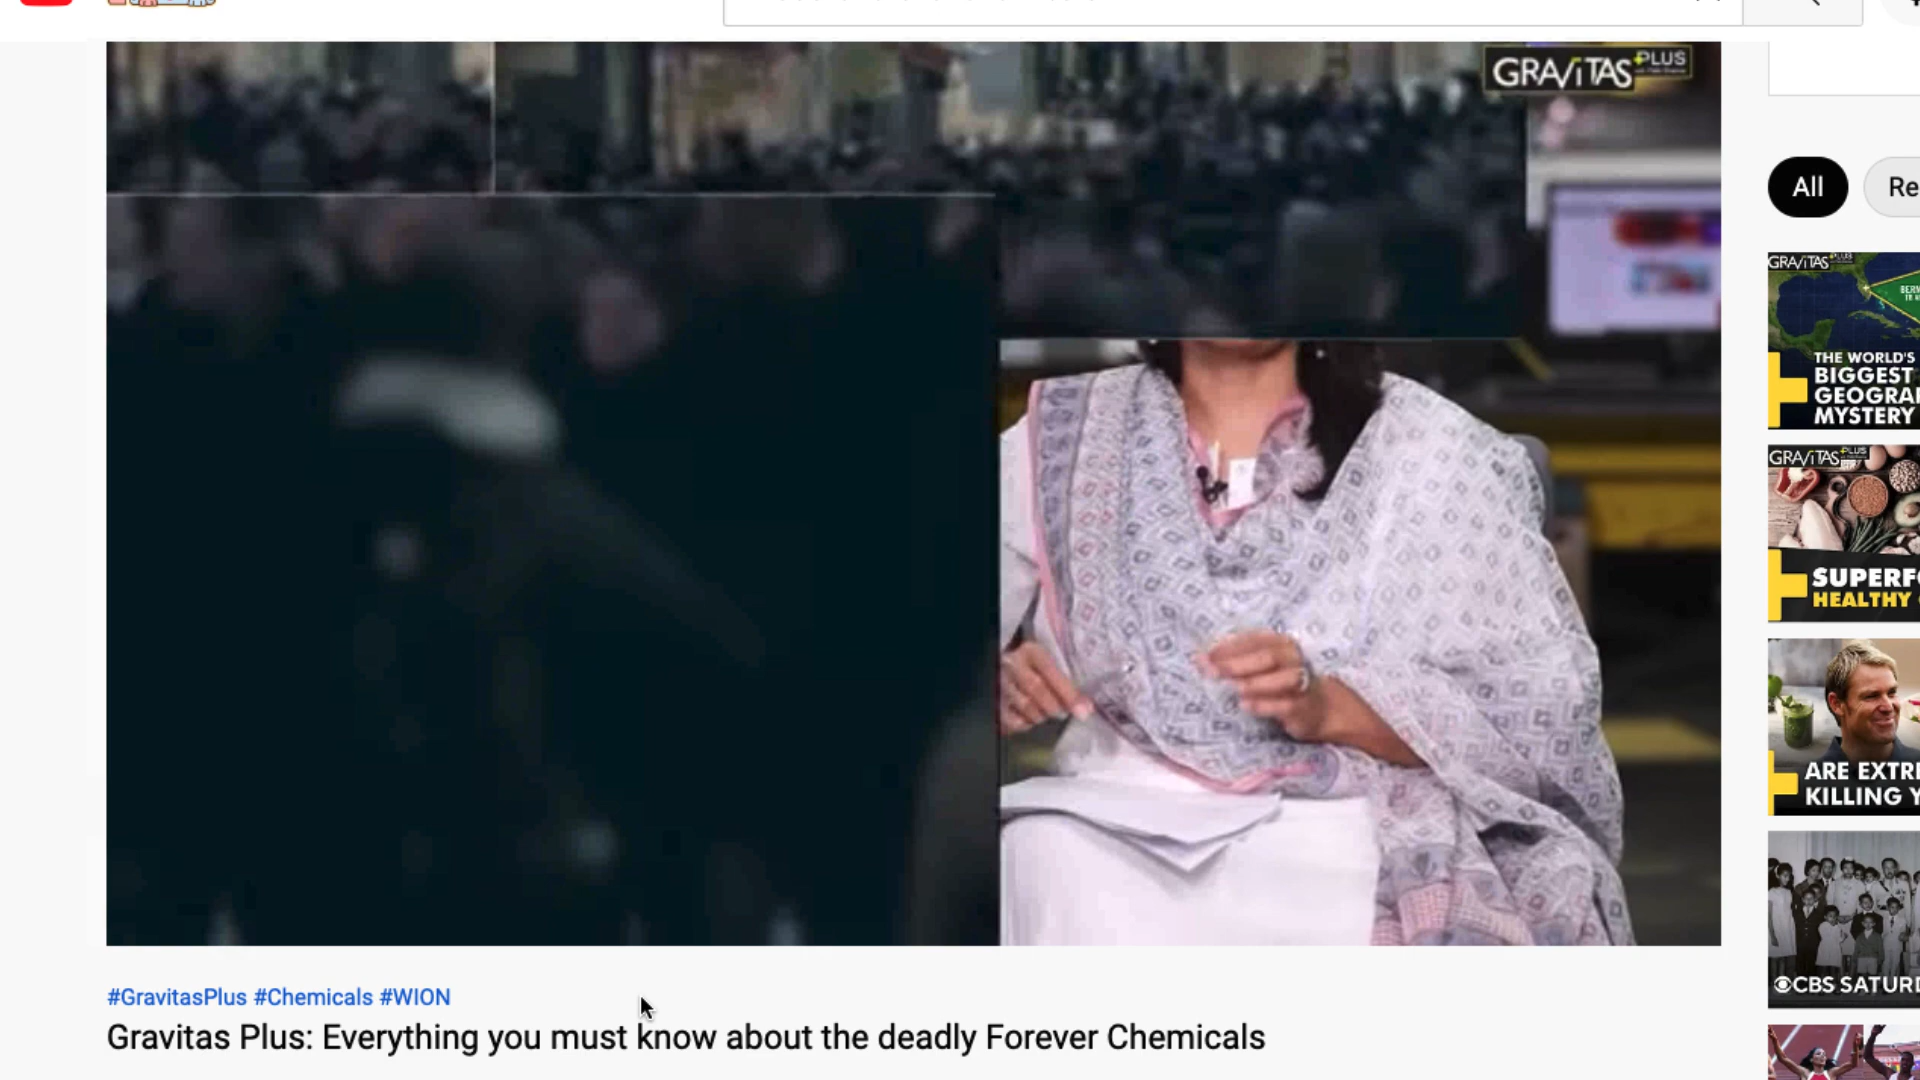 GRAVITAS PLUS
All
Re
GRAVITAS PLUS
THE WORLD'S
BIGGEST
MYSTERY
GRAVITAS PLUS
HEALTHY
KILLING
CBS
#GravitasPlus #Chemicals #WION
Gravitas Plus: Everything you must know about the deadly Forever Chemicals